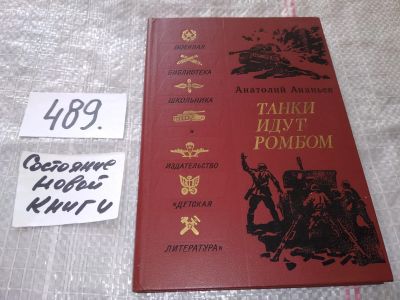 489.
Состояние
новой
книги
ВОЕННАЯ
БИБЛИОТЕКА
ШКОЛЬНИКА
ИЗДАТЕЛЬСТВО
«ДЕТСКАЯ
ЛИТЕРАТУРА»
Анатолий Ананьев
ТАНКИ
ИДУТ
РОМБОМ